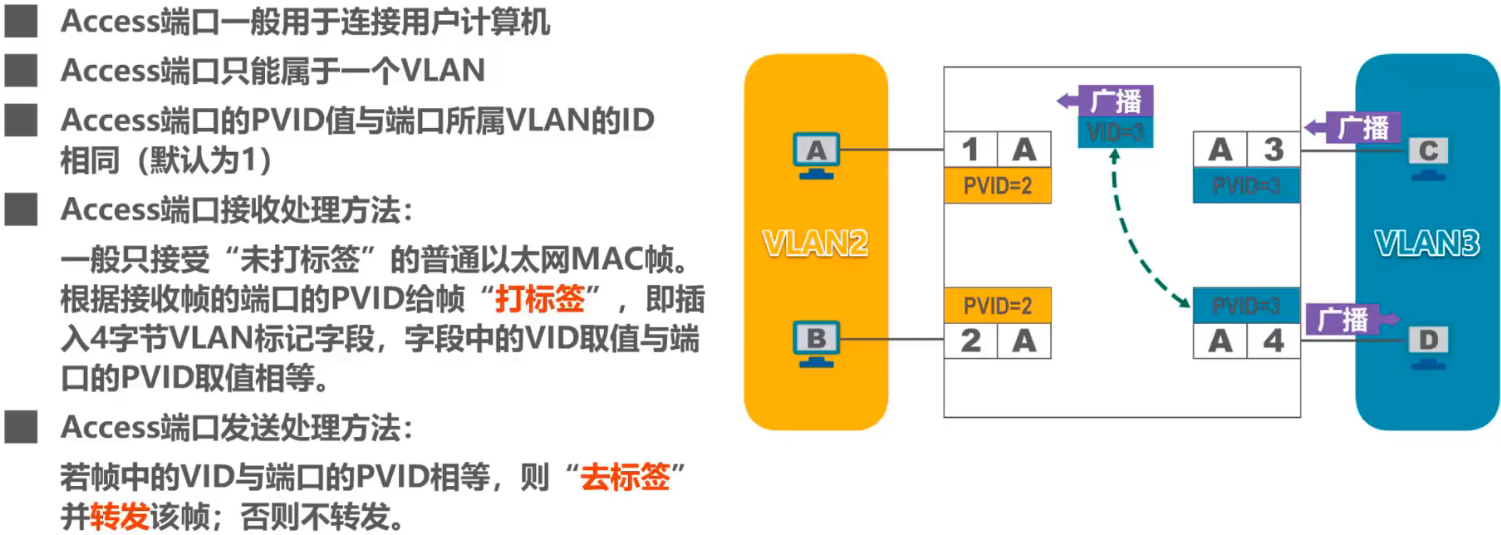 Access端口一般用于连接用户计算机
Access端口只能属于一个VLAN
Access端口的PVID值与端口所属VLAN的ID
相同（默认为1）
Access端口接收处理方法：
一般只接受“未打标签”的普通以太网MAC帧。
根据接收帧的端口的PVID给帧“打标签”，即插
入4字节VLAN标记字段，字段中的VID取值与端
口的PVID取值相等。
Access端口发送处理方法：
若帧中的VID与端口的PVID相等，则“去标签”
并转发该帧；否则不转发。
广播
VID=3
广播
A
1 A
PVID=2
A 3
PVID=3
C
VLAN2
VLAN3
PVID=2
2 A
B
PVID=3
A 4
广播
D